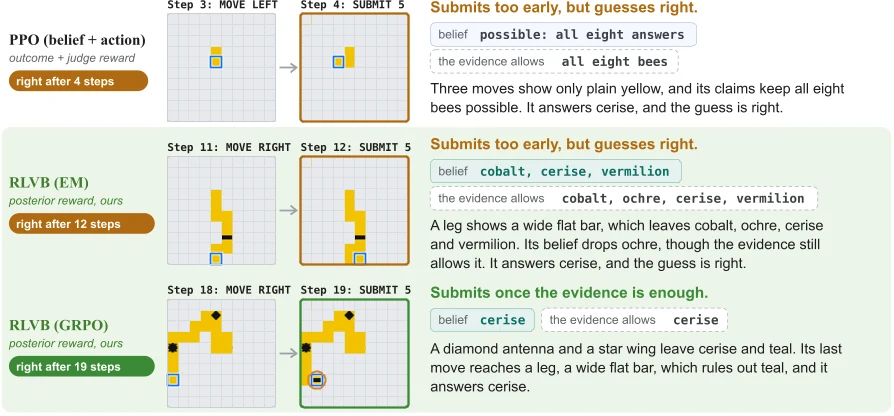 Step 3: MOVE LEFT
Step 4: SUBMIT 5
Submits too early, but guesses right.
PPO (belief + action)
outcome + judge reward
right after 4 steps
belief possible: all eight answers
the evidence allows all eight bees
Three moves show only plain yellow, and its claims keep all eight
bees possible. It answers cerise, and the guess is right.
Step 11: MOVE RIGHT
Step 12: SUBMIT 5
Submits too early, but guesses right.
RLVB (EM)
posterior reward, ours
right after 12 steps
belief cobalt, cerise, vermilion
the evidence allows cobalt, ochre, cerise, vermilion
A leg shows a wide flat bar, which leaves cobalt, ochre, cerise
and vermilion. Its belief drops ochre, though the evidence still
allows it. It answers cerise, and the guess is right.
Step 18: MOVE RIGHT
Step 19: SUBMIT 5
Submits once the evidence is enough.
RLVB (GRPO)
posterior reward, ours
right after 19 steps
belief cerise
the evidence allows cerise
A diamond antenna and a star wing leave cerise and teal. Its last
move reaches a leg, a wide flat bar, which rules out teal, and it
answers cerise.